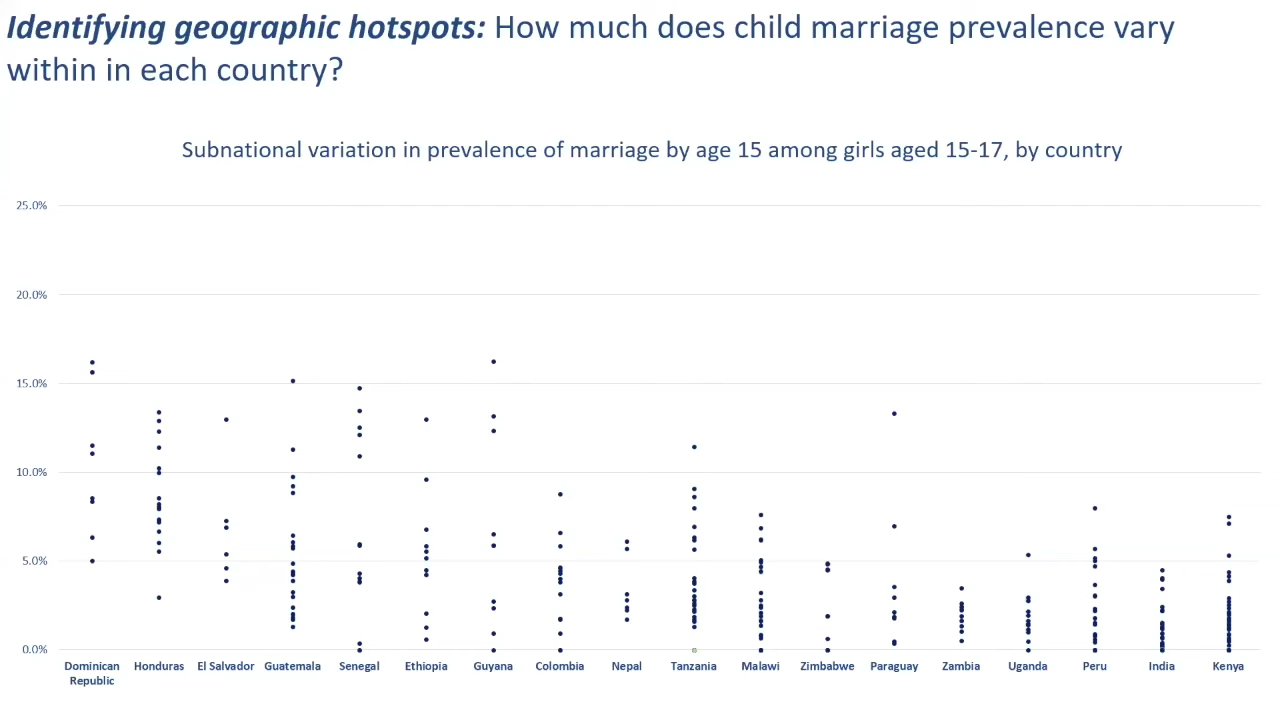 Identifying geographic hotspots: How much does child marriage prevalence vary
within in each country?
Subnational variation in prevalence of marriage by age 15 among girls aged 15-17, by country
25.0%
20.0%
15.0%
10.0%
5.0%
0.0%
Dominican Honduras El Salvador Guatemala Senegal Ethiopia Guyana Colombia Nepal Tanzania Malawi Zimbabwe Paraguay Zambia Uganda Peru India Kenya
Republic